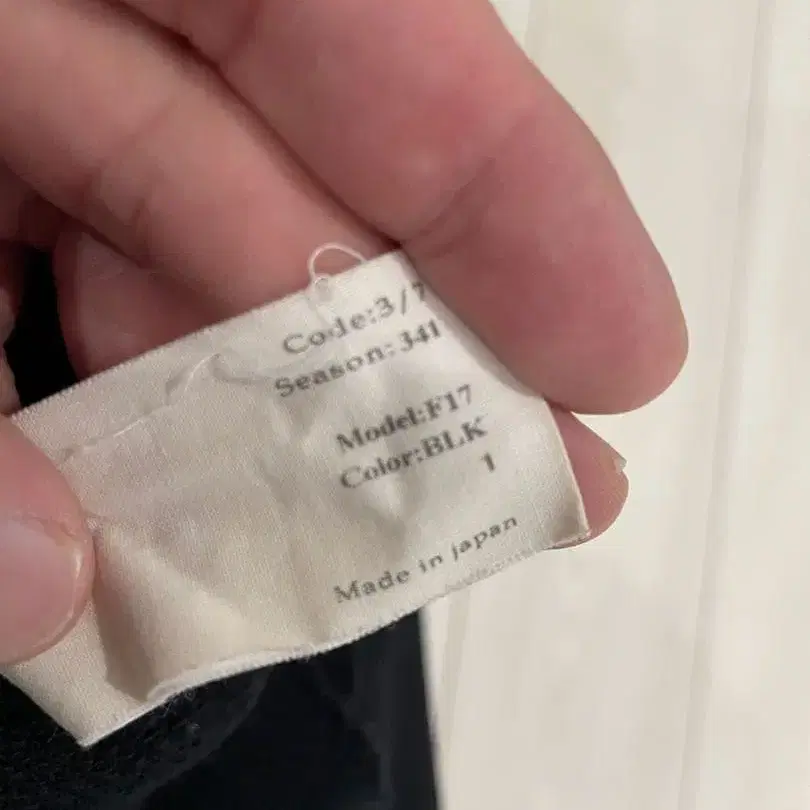 Code:3/7
Season:341
Model:F17
Color:BLK
1
Made in japan